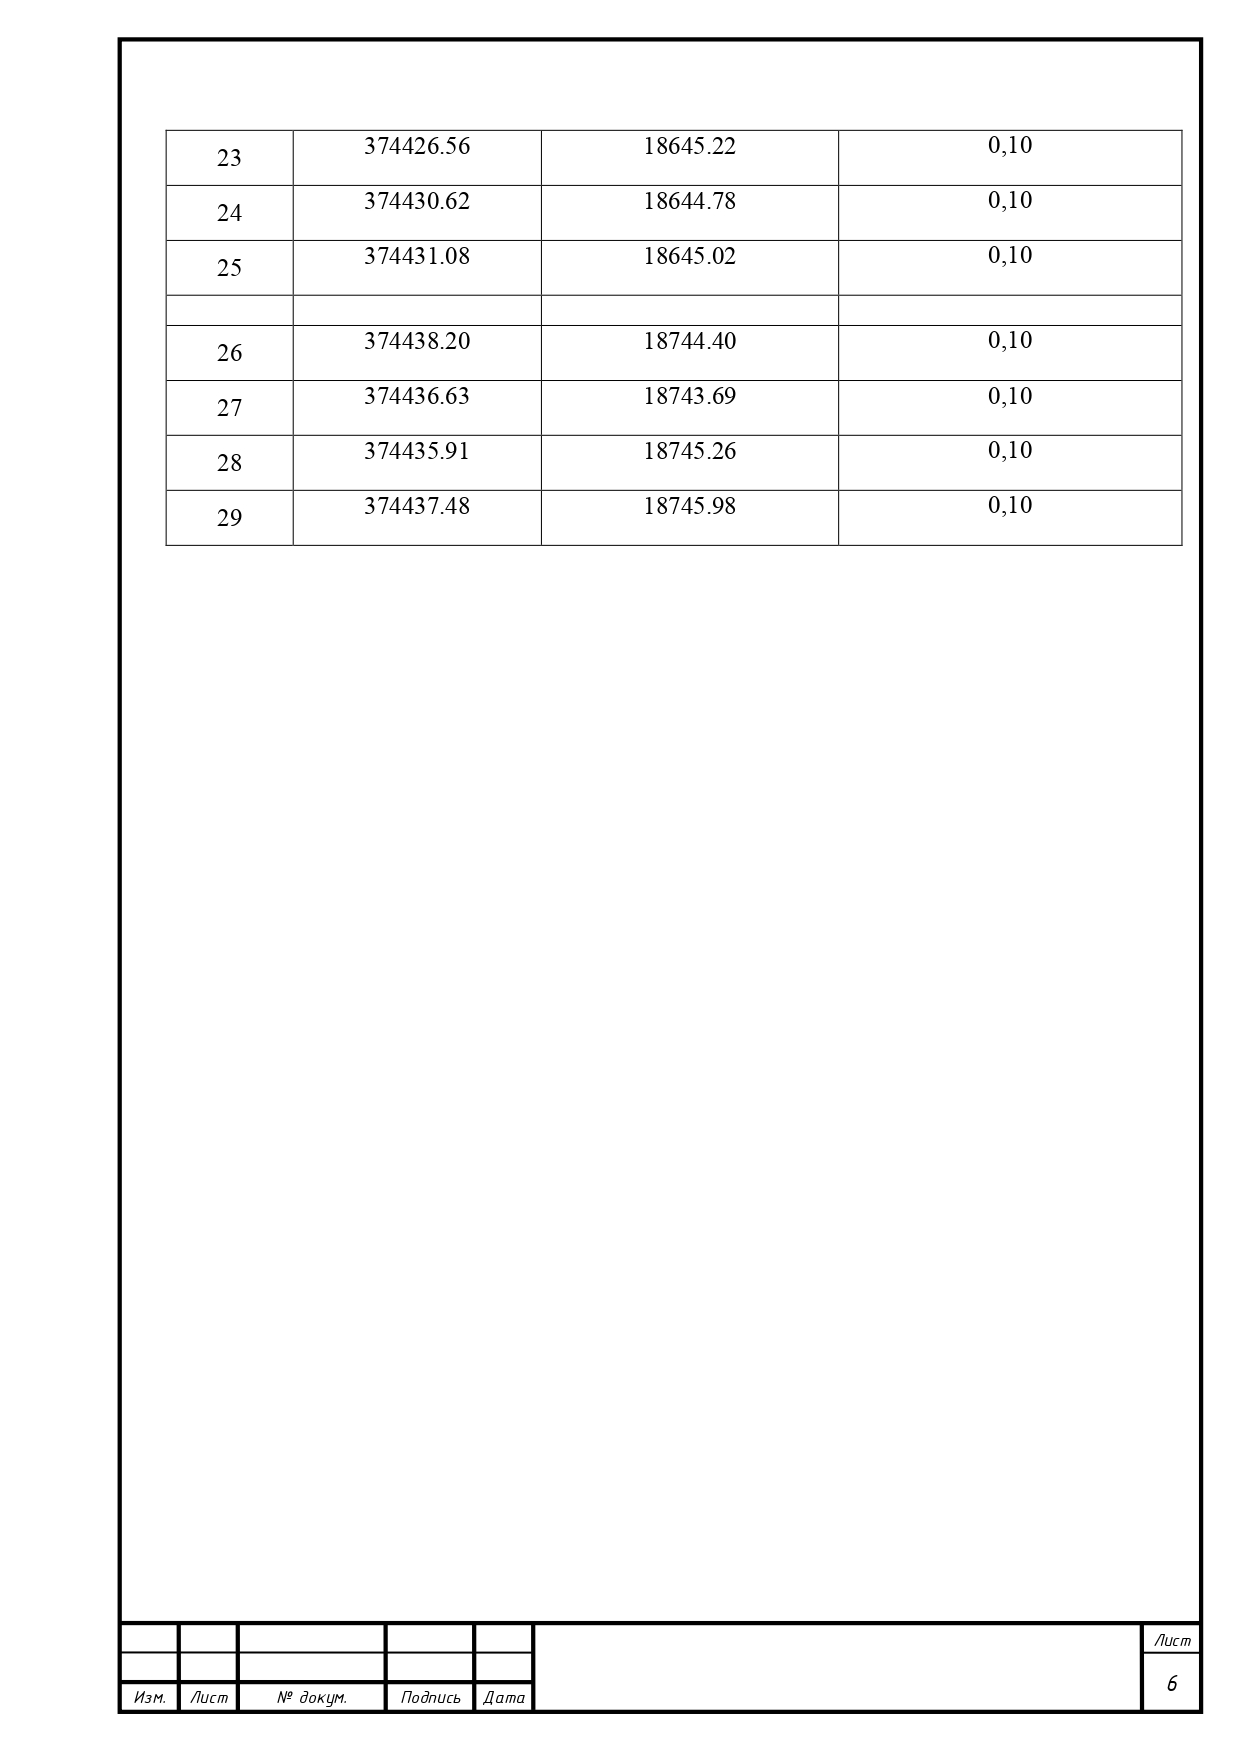 23 374426.56 18645.22 0,10
24 374430.62 18644.78 0,10
25 374431.08 18645.02 0,10
26 374438.20 18744.40 0,10
27 374436.63 18743.69 0,10
28 374435.91 18745.26 0,10
29 374437.48 18745.98 0,10
Лист
6
Изм. Лист № докум. Подпись Дата